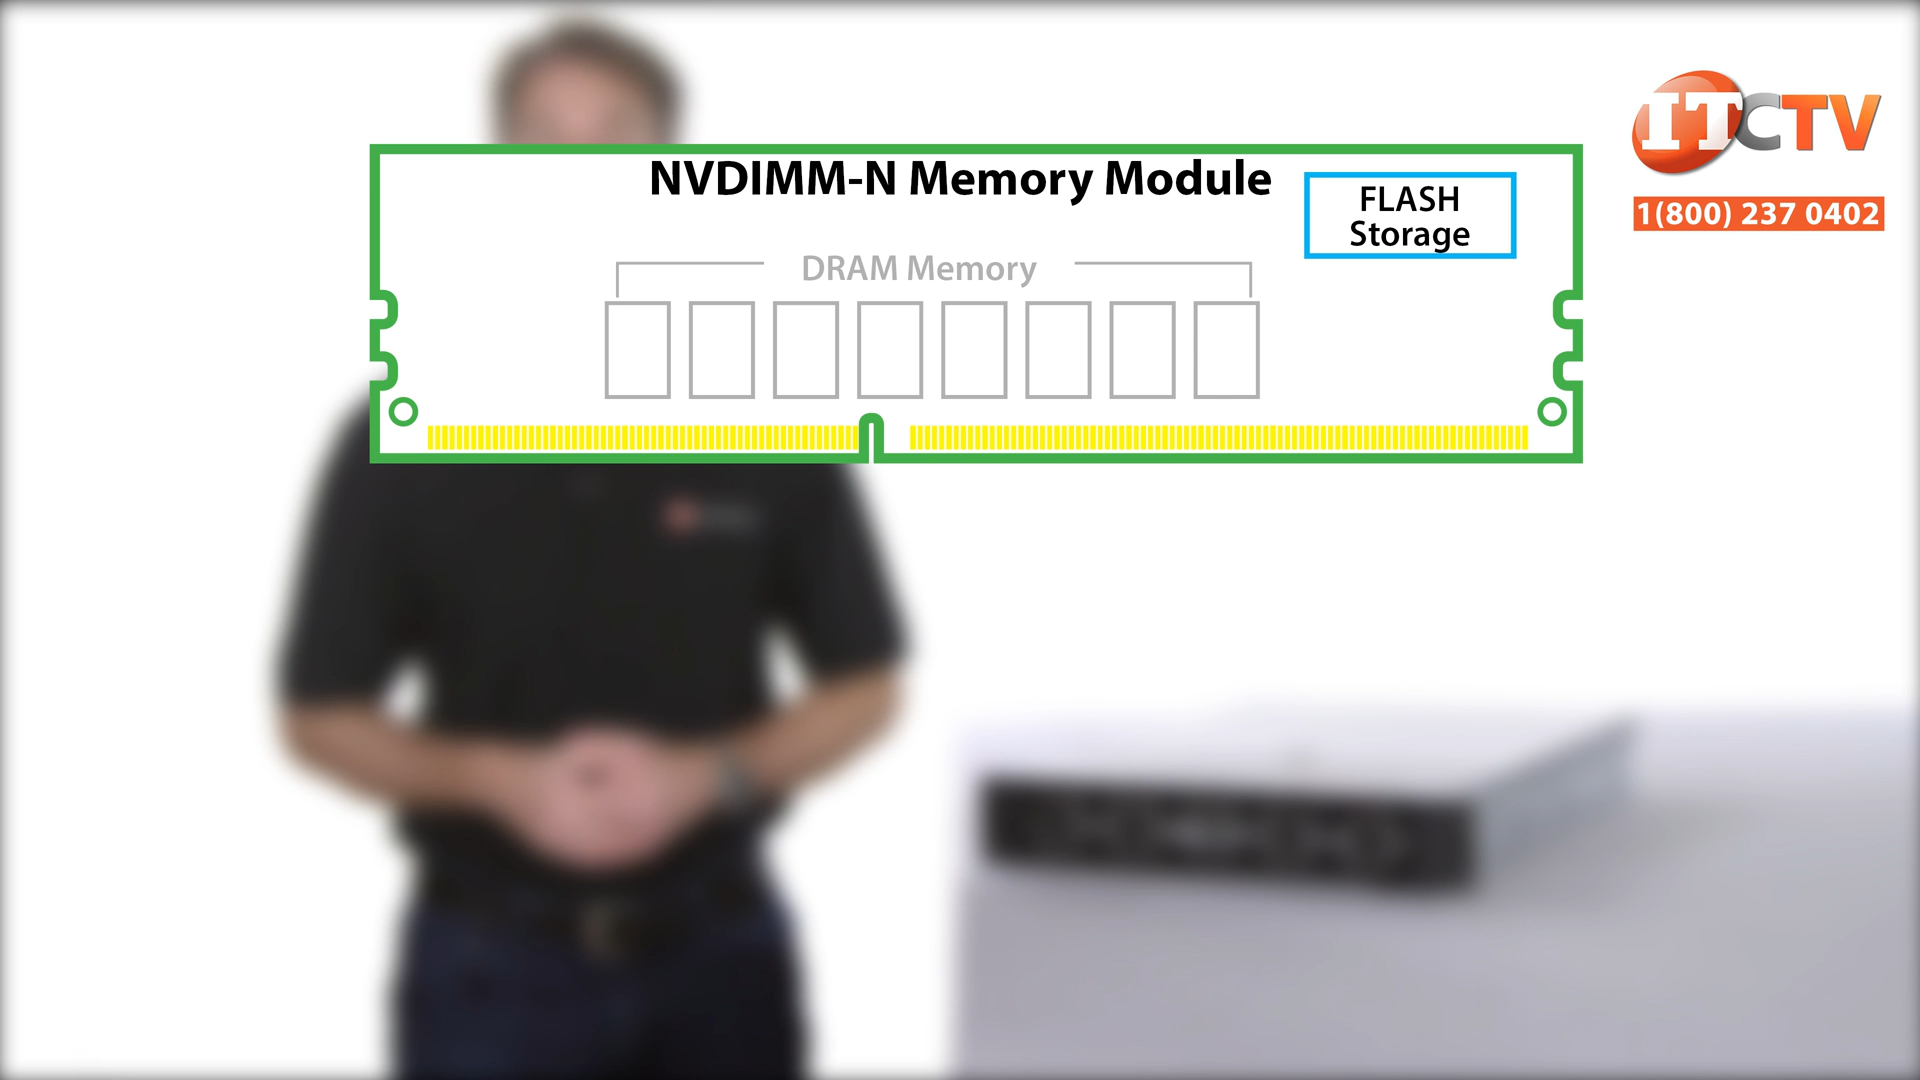 NVDIMM-N Memory Module
FLASH
Storage
DRAM Memory
ITCTV
1(800) 237 0402